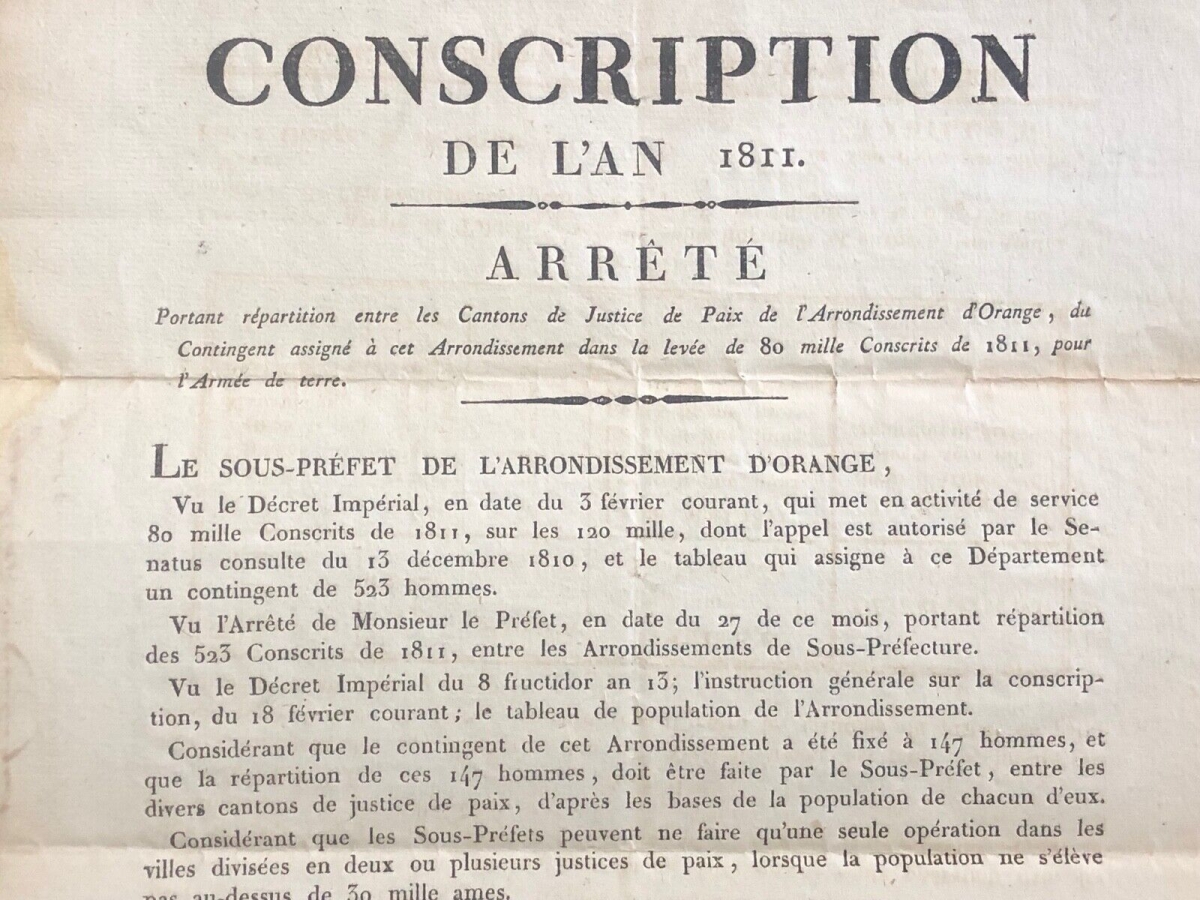 CONSCRIPTION
DE L'AN 1811.
ARRÊTÉ
Portant répartition entre les Cantons de Justice de Paix de l'Arrondissement d'Orange, du
Contingent assigné à cet Arrondissement dans la levée de 80 mille Conscrits de 1811, pour
l'Armée de terre.
LE SOUS-PRÉFET DE L'ARRONDISSEMENT D'ORANGE,
Vu le Décret Impérial, en date du 3 février courant, qui met en activité de service
80 mille Conscrits de 1811, sur les 120 mille, dont l'appel est autorisé par le Se-
natus consulte du 13 décembre 1810, et le tableau qui assigne à ce Département
un contingent de 523 hommes.
Vu l'Arrêté de Monsieur le Préfet, en date du 27 de ce mois, portant répartition
des 523 Conscrits de 1811, entre les Arrondissements de Sous-Préfecture.
Vu le Décret Impérial du 8 fructidor an 13; l'instruction générale sur la conscrip-
tion, du 18 février courant; le tableau de population de l'Arrondissement.
Considérant que le contingent de cet Arrondissement a été fixé à 147 hommes, et
que la répartition de ces 147 hommes, doit être faite par le Sous-Préfet, entre les
divers cantons de justice de paix, d'après les bases de la population de chacun d'eux.
Considérant que les Sous-Préfets peuvent ne faire qu'une seule opération dans les
villes divisées en deux ou plusieurs justices de paix, lorsque la population ne s'élève
pas au-dessus de 30 mille ames.